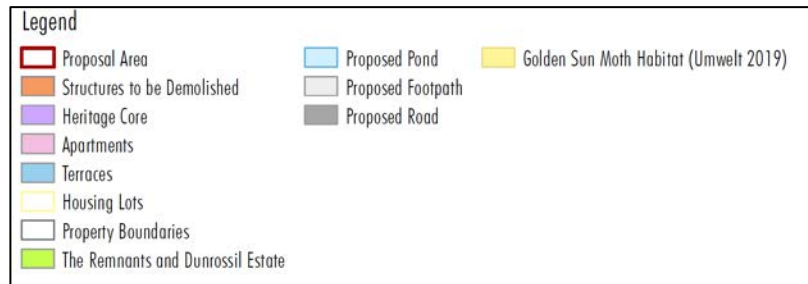 Legend
Proposal Area
Structures to be Demolished
Heritage Core
Apartments
Terraces
Housing Lots
Property Boundaries
The Remnants and Dunrossil Estate
Proposed Pond
Proposed Footpath
Proposed Road
Golden Sun Moth Habitat (Umwelt 2019)